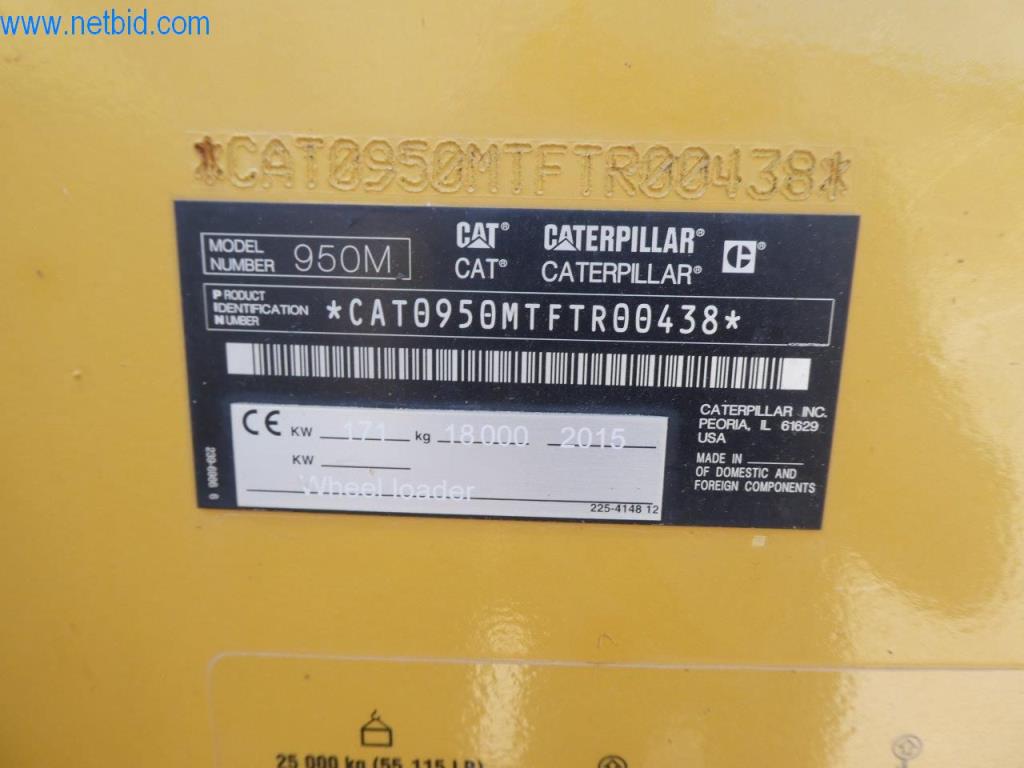 www.netbid.com
*CAT0950MTFTR00438*
MODEL NUMBER 950M
CAT® CATERPILLAR®
CAT® CATERPILLAR® C®
PRODUCT IDENTIFICATION NUMBER *CAT0950MTFTR00438*
CE KW 171 kg 18000 2015
KW
Wheel loader
225-4148 12
CATERPILLAR INC.
PEORIA, IL 61629
USA
MADE IN
OF DOMESTIC AND
FOREIGN COMPONENTS
25 000 kg (55,115 LB)